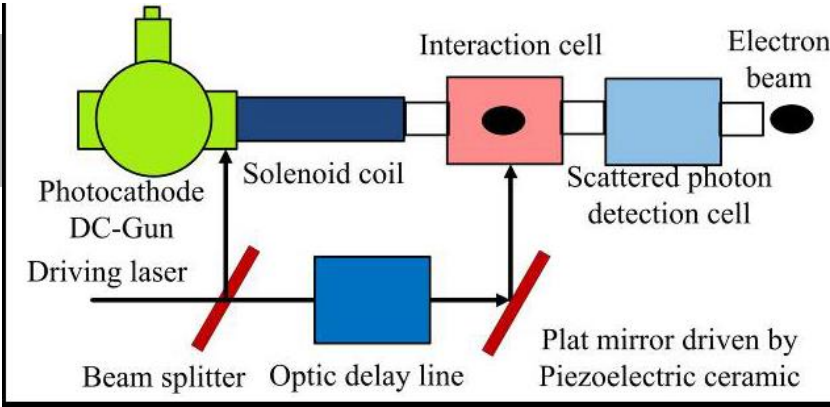 Interaction cell
Electron
beam
Solenoid coil
Scattered photon
detection cell
Photocathode
DC-Gun
Driving laser
Beam splitter
Optic delay line
Plat mirror driven by
Piezoelectric ceramic